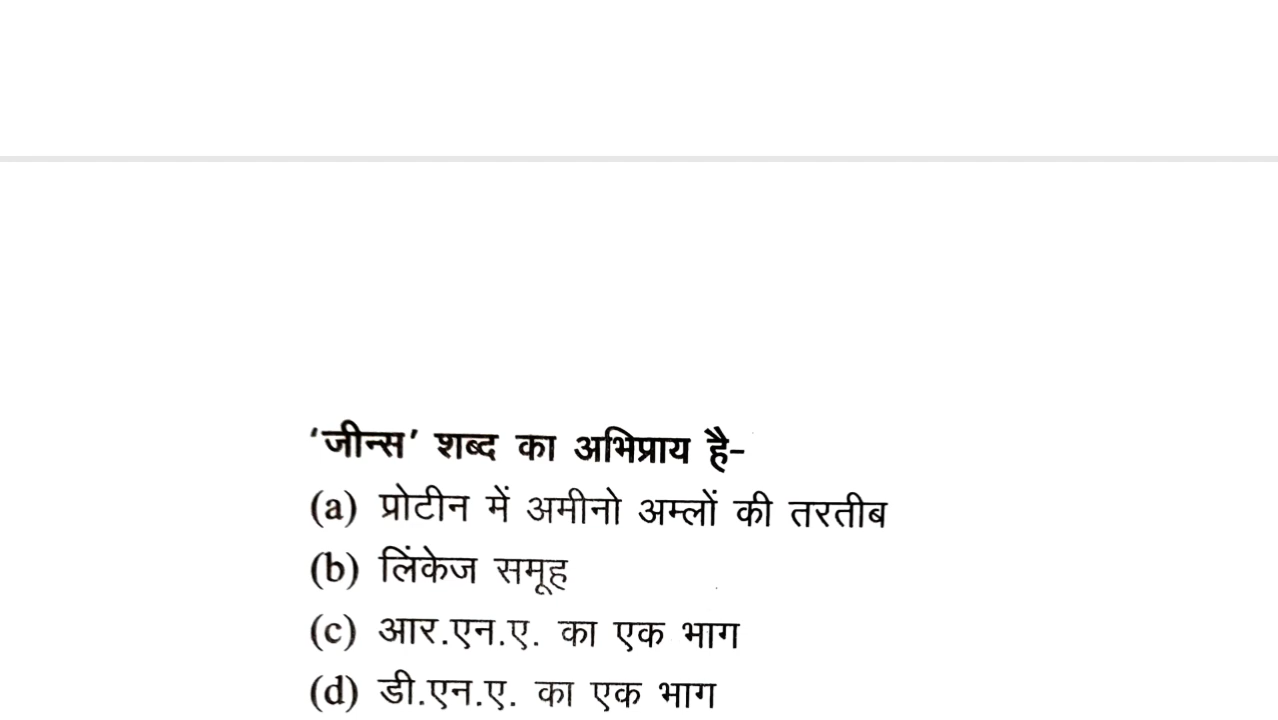 'जीन्स' शब्द का अभिप्राय है-
(a) प्रोटीन में अमीनो अम्लों की तरतीब
(b) लिंकेज समूह
(c) आर.एन.ए. का एक भाग
(d) डी.एन.ए. का एक भाग